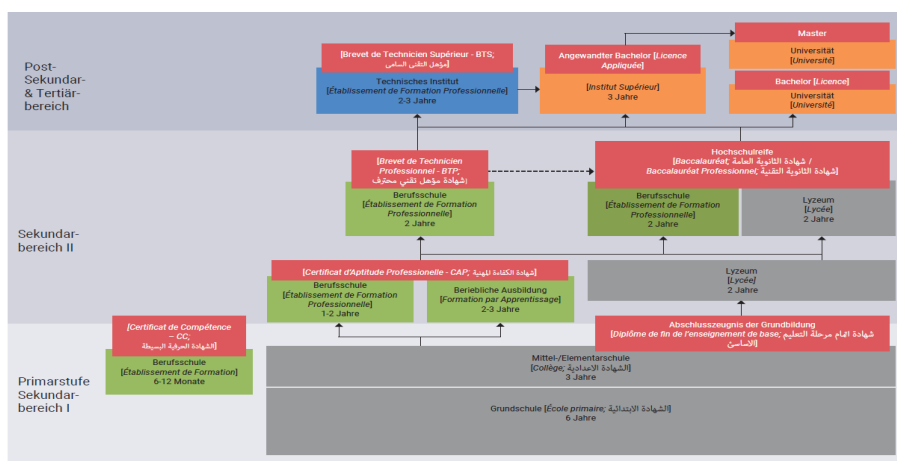 Post-
Sekundar-
& Tertiär-
bereich
[Brevet de Technicien Supérieur - BTS;
مؤهل التقني السامي]
Technisches Institut
[Établissement de Formation Professionnelle]
2-3 Jahre
Angewandter Bachelor [Licence
Appliquée]
[Institut Supérieur]
3 Jahre
Master
Universität
[Université]
Bachelor [Licence]
Universität
[Université]
Sekundar-
bereich II
[Brevet de Technicien
Professionnel - BTP;
شهادة مؤهل تقني محترف]
Berufsschule
[Établissement de Formation
Professionnelle]
2 Jahre
Hochschulreife
[Baccalauréat; شهادة الثانوية العامة /
Baccalauréat Professionnel; شهادة الثانوية التقنية]
Berufsschule
[Établissement de Formation
Professionnelle]
2 Jahre
Lyzeum
[Lycée]
2 Jahre
[Certificat d'Aptitude Professionelle - CAP; شهادة الكفاءة المهنية]
Berufsschule
[Établissement de Formation
Professionnelle]
1-2 Jahre
Beriebliche Ausbildung
[Formation par Apprentissage]
2-3 Jahre
Lyzeum
[Lycée]
2 Jahre
Primarstufe
Sekundar-
bereich I
[Certificat de Compétence
– CC;
الشهادة الحرفية البسيطة]
Berufsschule
[Établissement de Formation]
6-12 Monate
Abschlusszeugnis der Grundbildung
[Diplôme de fin de l'enseignement de base; شهادة اتمام مرحلة التعليم
الاساسئ]
Mittel-/Elementarschule
[Collège; الشهادة الاعدادية]
3 Jahre
Grundschule [École primaire; الشهادة الابتدائية]
6 Jahre